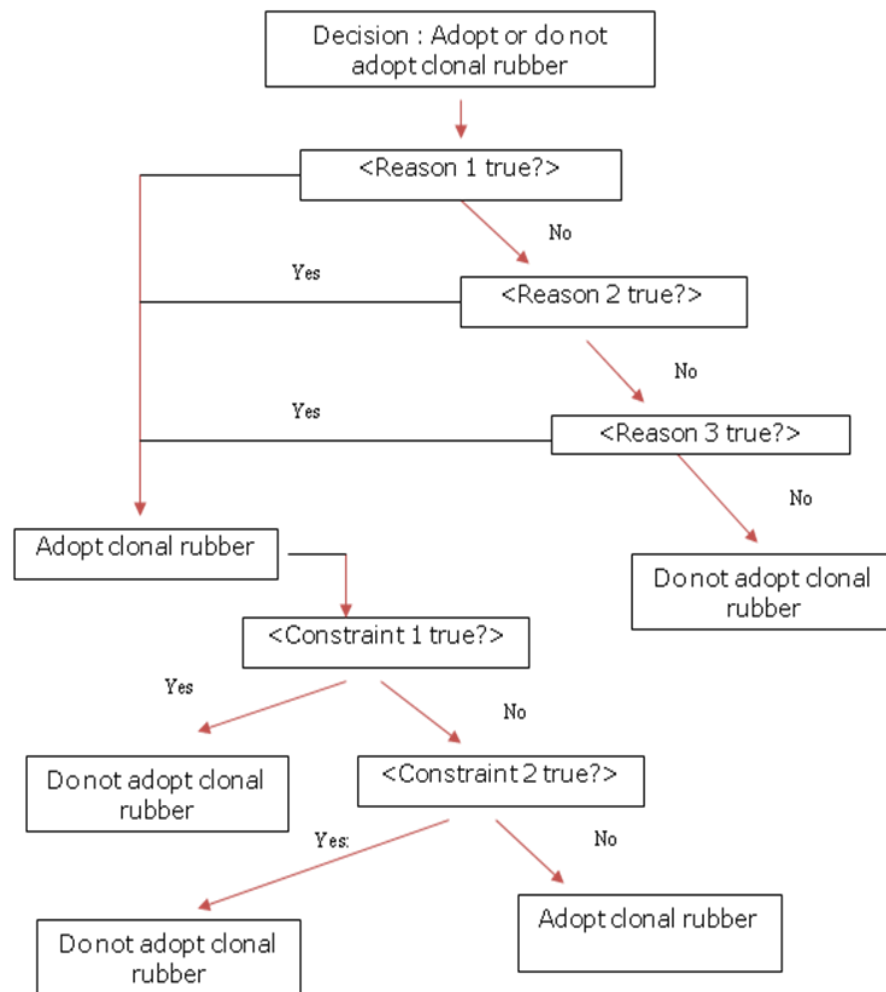 Decision : Adopt or do not
adopt clonal rubber
<Reason 1 true?>
No
Yes
<Reason 2 true?>
No
Yes
<Reason 3 true?>
No
Adopt clonal rubber
Do not adopt clonal
rubber
<Constraint 1 true?>
Yes
No
Do not adopt clonal
rubber
<Constraint 2 true?>
Yes:
No
Do not adopt clonal
rubber
Adopt clonal rubber